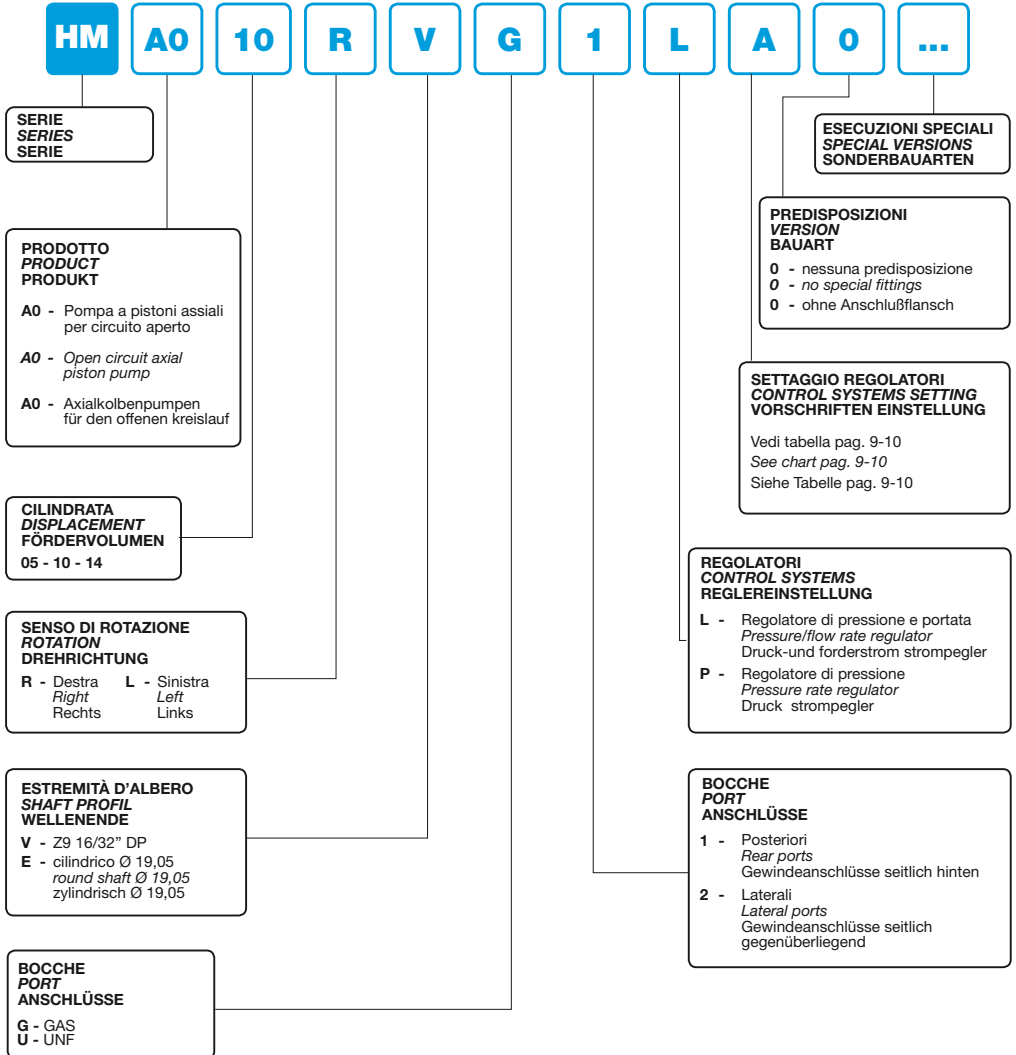 HM A0 10 R V G 1 L A 0 ...
SERIE
SERIES
SERIE
PRODOTTO
PRODUCT
PRODUKT
A0 - Pompa a pistoni assiali
per circuito aperto
A0 - Open circuit axial
piston pump
A0 - Axialkolbenpumpen
für den offenen kreislauf
CILINDRATA
DISPLACEMENT
FÖRDERVOLUMEN
05 - 10 - 14
SENSO DI ROTAZIONE
ROTATION
DREHRICHTUNG
R - Destra L - Sinistra
Right Left
Rechts Links
ESTREMITÀ D'ALBERO
SHAFT PROFIL
WELLENENDE
V - Z9 16/32” DP
E - cilindrico Ø 19,05
round shaft Ø 19,05
zylindrisch Ø 19,05
BOCCHE
PORT
ANSCHLÜSSE
G - GAS
U - UNF
ESECUZIONI SPECIALI
SPECIAL VERSIONS
SONDERBAUARTEN
PREDISPOSIZIONI
VERSION
BAUART
0 - nessuna predisposizione
0 - no special fittings
0 - ohne Anschlußflansch
SETTAGGIO REGOLATORI
CONTROL SYSTEMS SETTING
VORSCHRIFTEN EINSTELLUNG
Vedi tabella pag. 9-10
See chart pag. 9-10
Siehe Tabelle pag. 9-10
REGOLATORI
CONTROL SYSTEMS
REGLEREINSTELLUNG
L - Regolatore di pressione e portata
Pressure/flow rate regulator
Druck-und forderstrom strompegler
P - Regolatore di pressione
Pressure rate regulator
Druck strompegler
BOCCHE
PORT
ANSCHLÜSSE
1 - Posteriori
Rear ports
Gewindeanschlüsse seitlich hinten
2 - Laterali
Lateral ports
Gewindeanschlüsse seitlich
gegenüberliegend